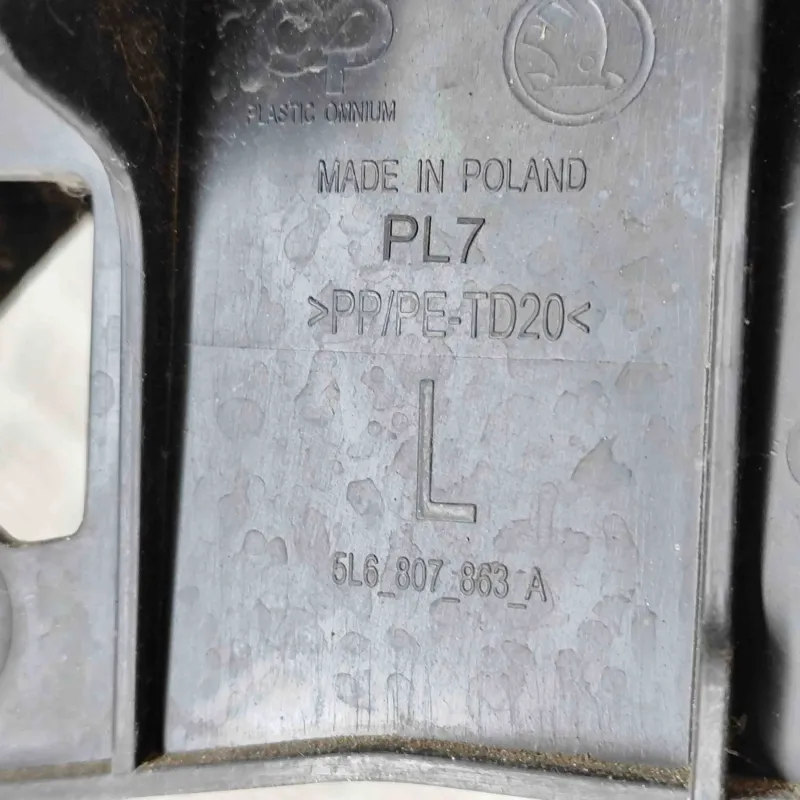 PLASTIC OMNIUM
MADE IN POLAND
PL7
>PP/PE-TD20<
L
5L6_807_863_A